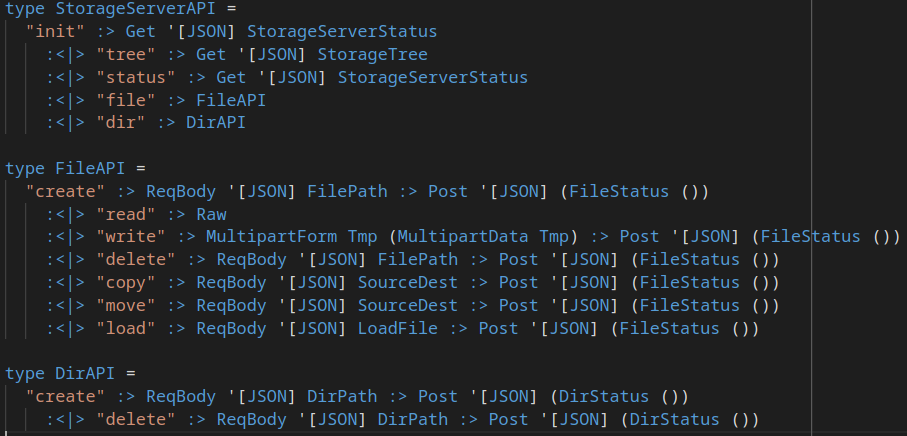 type StorageServerAPI =
"init" :> Get '[JSON] StorageServerStatus
:<|> "tree" :> Get '[JSON] StorageTree
:<|> "status" :> Get '[JSON] StorageServerStatus
:<|> "file" :> FileAPI
:<|> "dir" :> DirAPI
type FileAPI =
"create" :> ReqBody '[JSON] FilePath :> Post '[JSON] (FileStatus ())
:<|> "read" :> Raw
:<|> "write" :> MultipartForm Tmp (MultipartData Tmp) :> Post '[JSON] (FileStatus ())
:<|> "delete" :> ReqBody '[JSON] FilePath :> Post '[JSON] (FileStatus ())
:<|> "copy" :> ReqBody '[JSON] SourceDest :> Post '[JSON] (FileStatus ())
:<|> "move" :> ReqBody '[JSON] SourceDest :> Post '[JSON] (FileStatus ())
:<|> "load" :> ReqBody '[JSON] LoadFile :> Post '[JSON] (FileStatus ())
type DirAPI =
"create" :> ReqBody '[JSON] DirPath :> Post '[JSON] (DirStatus ())
:<|> "delete" :> ReqBody '[JSON] DirPath :> Post '[JSON] (DirStatus ())